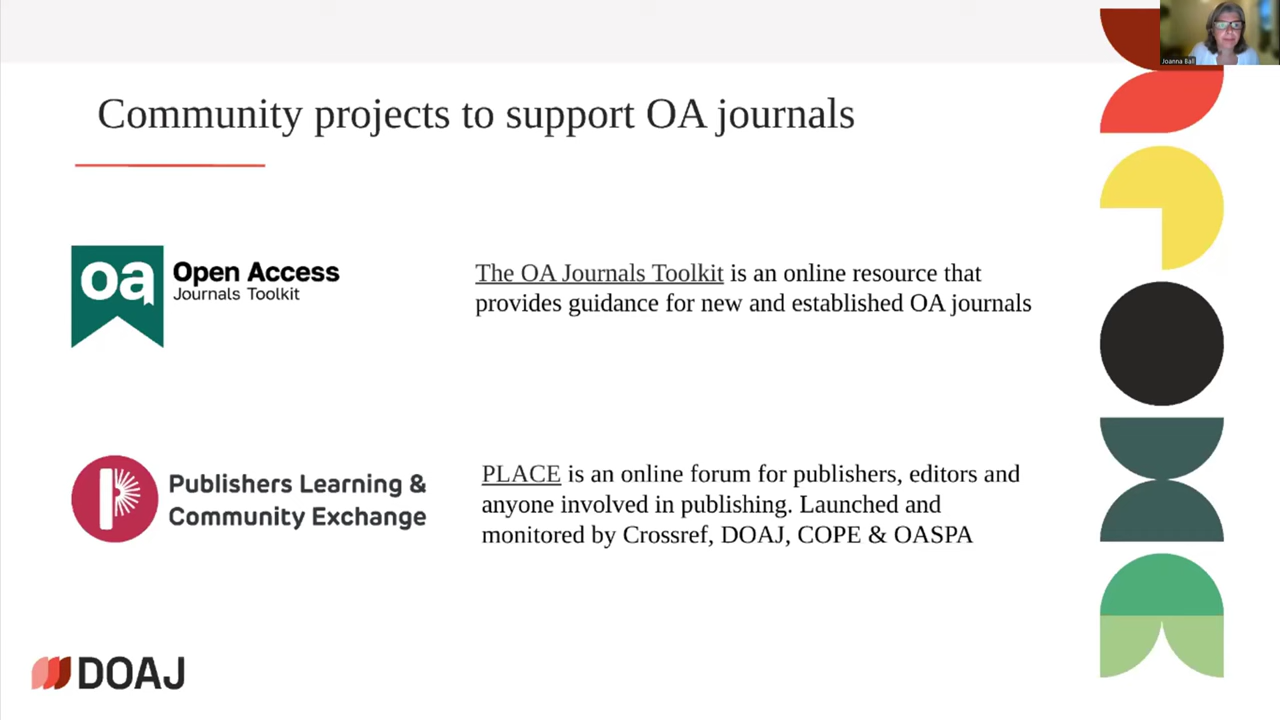 Joanna Ball
Community projects to support OA journals
oa
Open Access
Journals Toolkit
The OA Journals Toolkit is an online resource that
provides guidance for new and established OA journals
Publishers Learning &
Community Exchange
PLACE is an online forum for publishers, editors and
anyone involved in publishing. Launched and
monitored by Crossref, DOAJ, COPE & OASPA
DOAJ